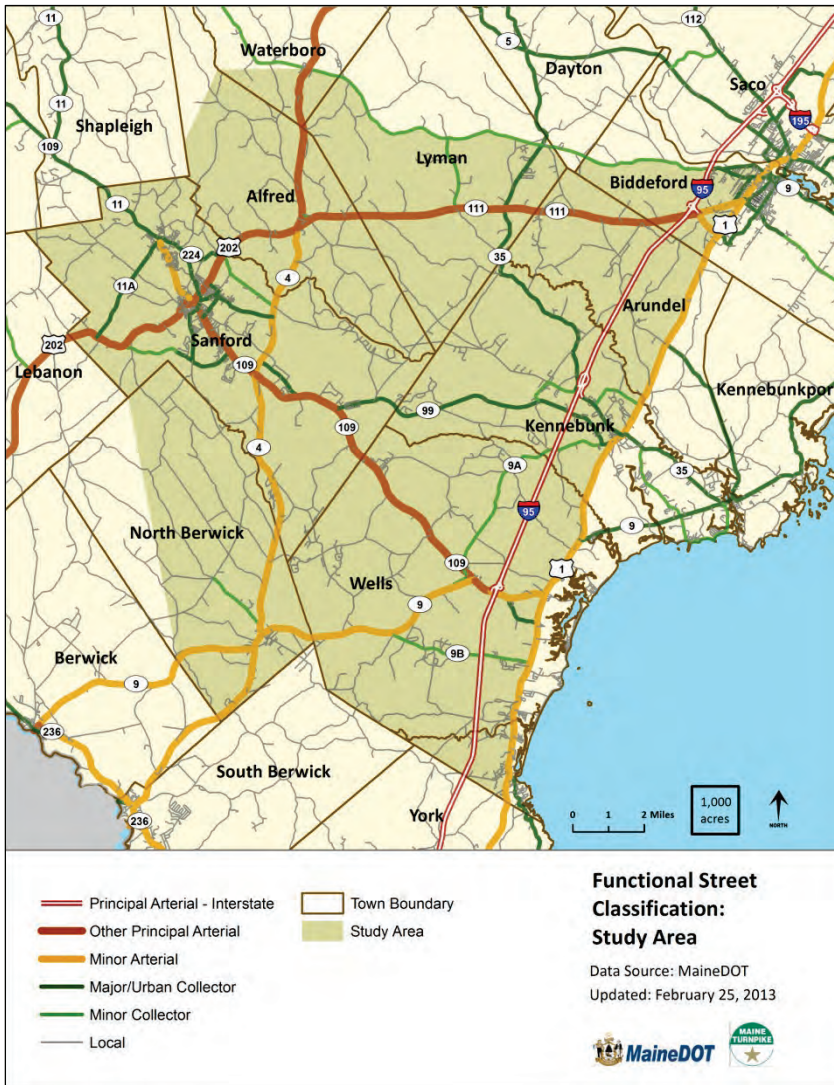 11
Waterboro
5
112
Dayton
Saco
11
Shapleigh
195
109
Lyman
Biddeford
95
9
11
Alfred
111
111
1
202
224
35
4
11A
Arundel
202
Sanford
Lebanon
109
Kennebunkpor
99
109
Kennebunk
4
9A
35
95
9
North Berwick
109
1
Wells
9
9B
Berwick
9
236
South Berwick
236
York
0 1 2 Miles
1,000
acres
NORTH
Principal Arterial - Interstate
Other Principal Arterial
Minor Arterial
Major/Urban Collector
Minor Collector
Local
Town Boundary
Study Area
Functional Street
Classification:
Study Area
Data Source: MaineDOT
Updated: February 25, 2013
MaineDOT
MAINE
TURNPIKE